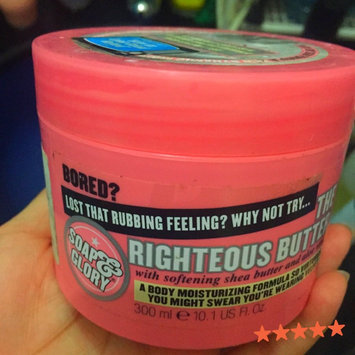 BORED?
LOST THAT RUBBING FEELING? WHY NOT TRY...
THE
RIGHTEOUS BUTTE
SOAP &
GLORY
with softening shea butter and
A BODY MOISTURIZING FORMULA SO
YOU MIGHT SWEAR YOU'RE WEARING
300 ml e 10.1 US Fl. Oz